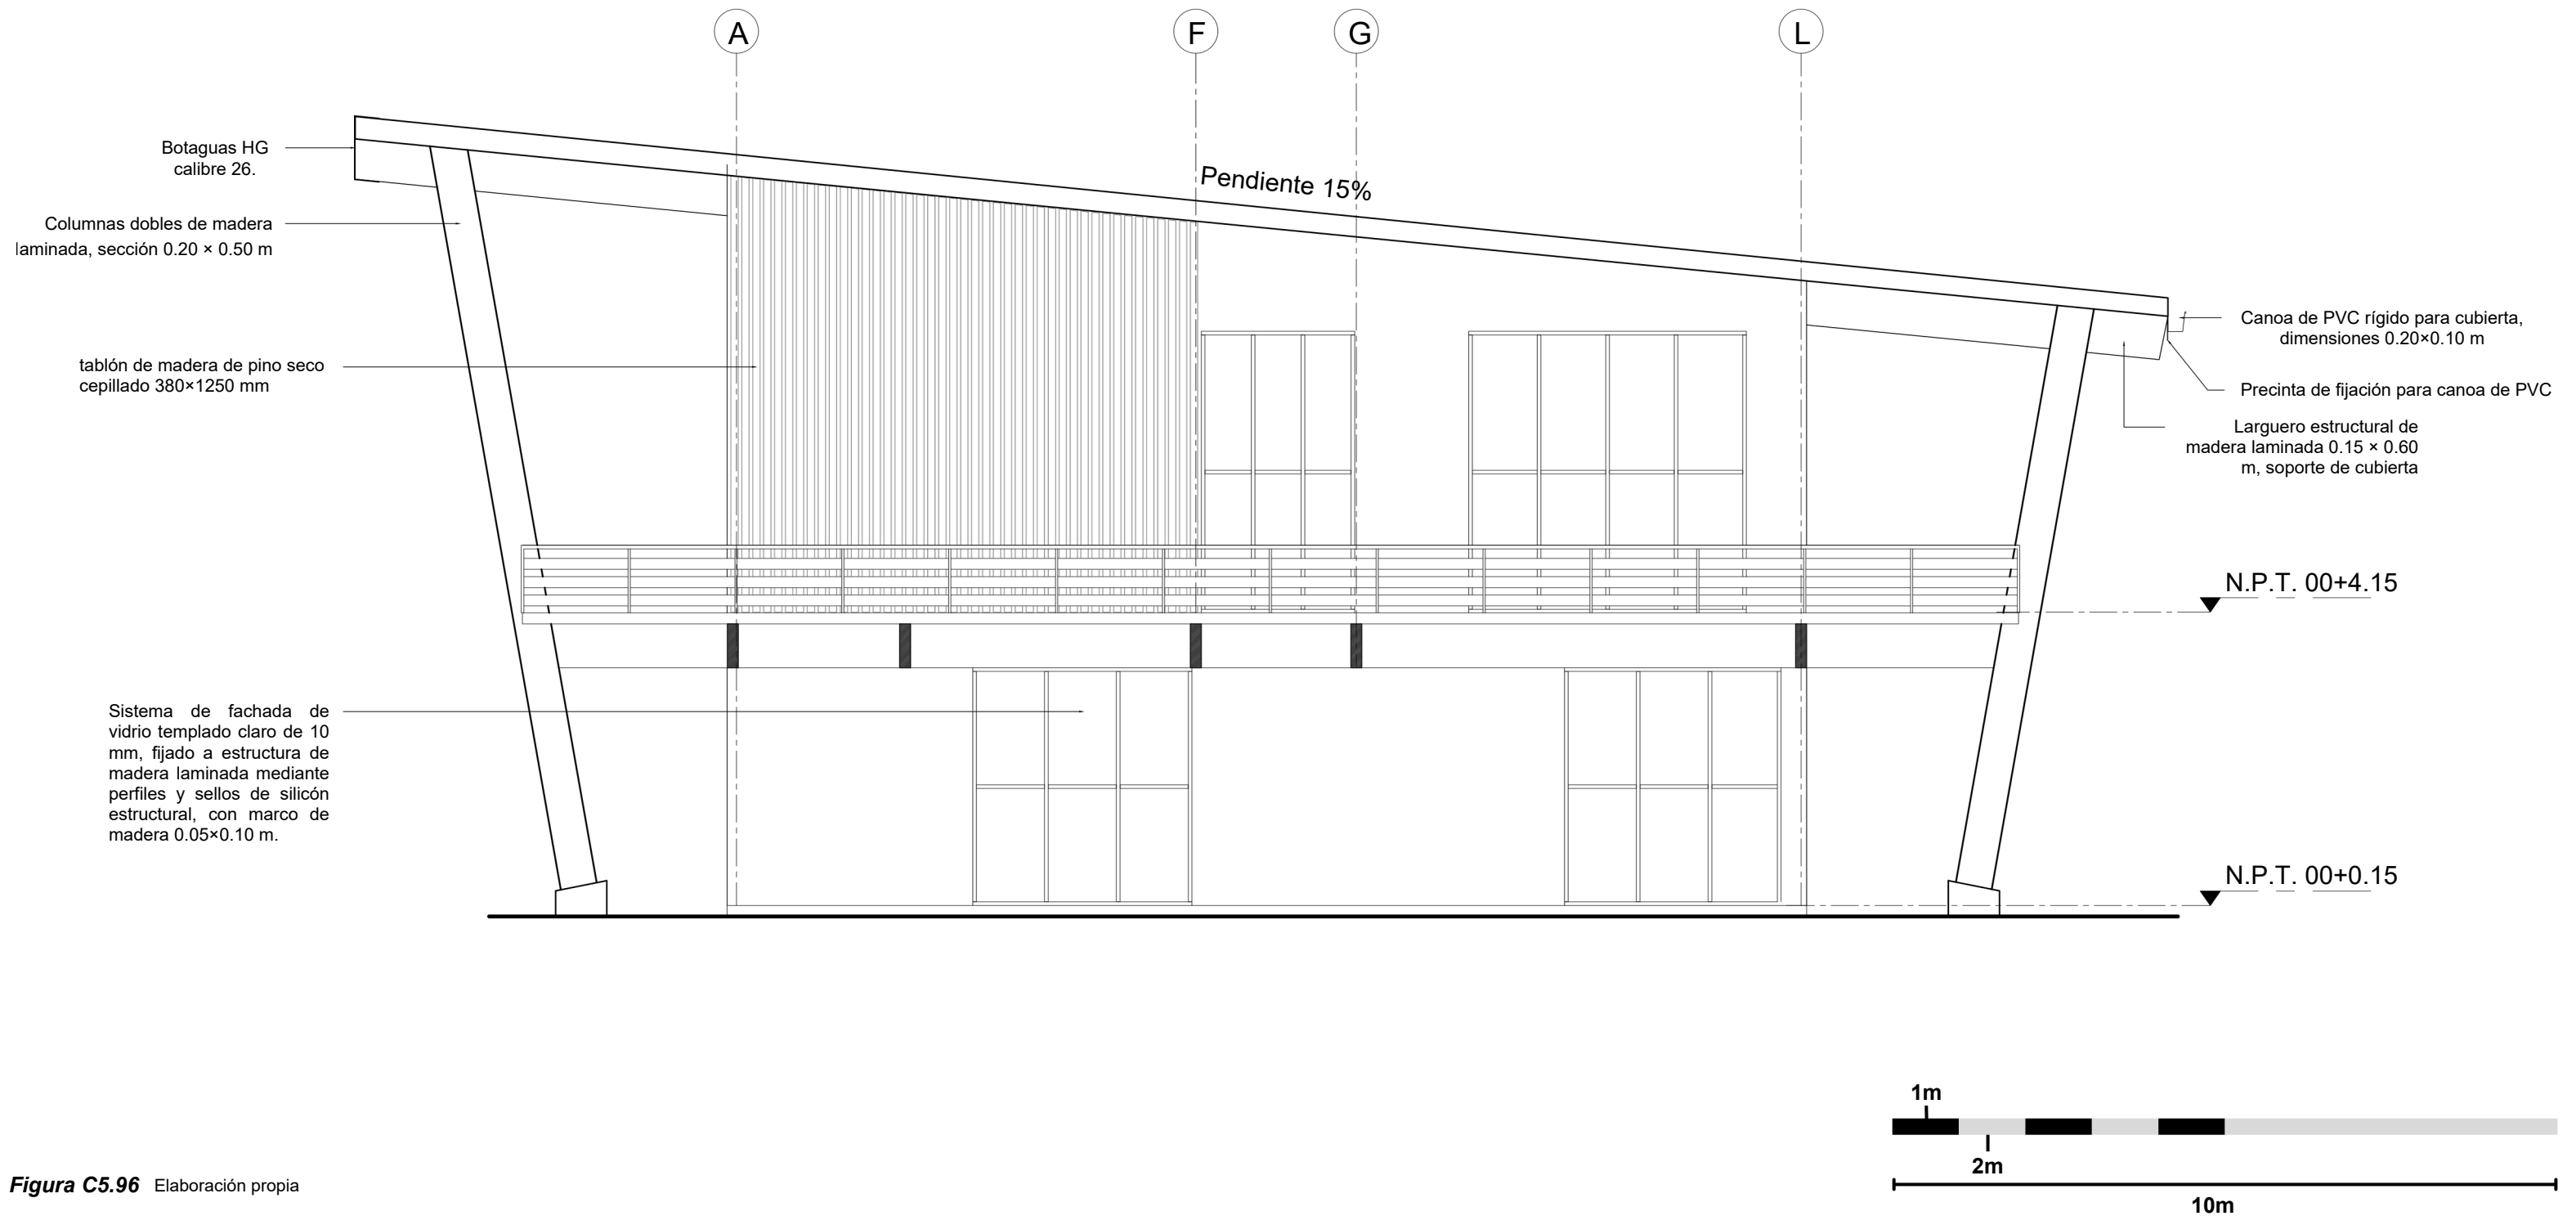 A
F
G
L
Botaguas HG
calibre 26.
Columnas dobles de madera
laminada, sección 0.20 × 0.50 m
tablón de madera de pino seco
cepillado 380×1250 mm
Sistema de fachada de
vidrio templado claro de 10
mm, fijado a estructura de
madera laminada mediante
perfiles y sellos de silicón
estructural, con marco de
madera 0.05×0.10 m.
Pendiente 15%
Canoa de PVC rígido para cubierta,
dimensiones 0.20×0.10 m
Precinta de fijación para canoa de PVC
Larguero estructural de
madera laminada 0.15 × 0.60
m, soporte de cubierta
N.P.T. 00+4.15
N.P.T. 00+0.15
1m
2m
10m
Figura C5.96 Elaboración propia